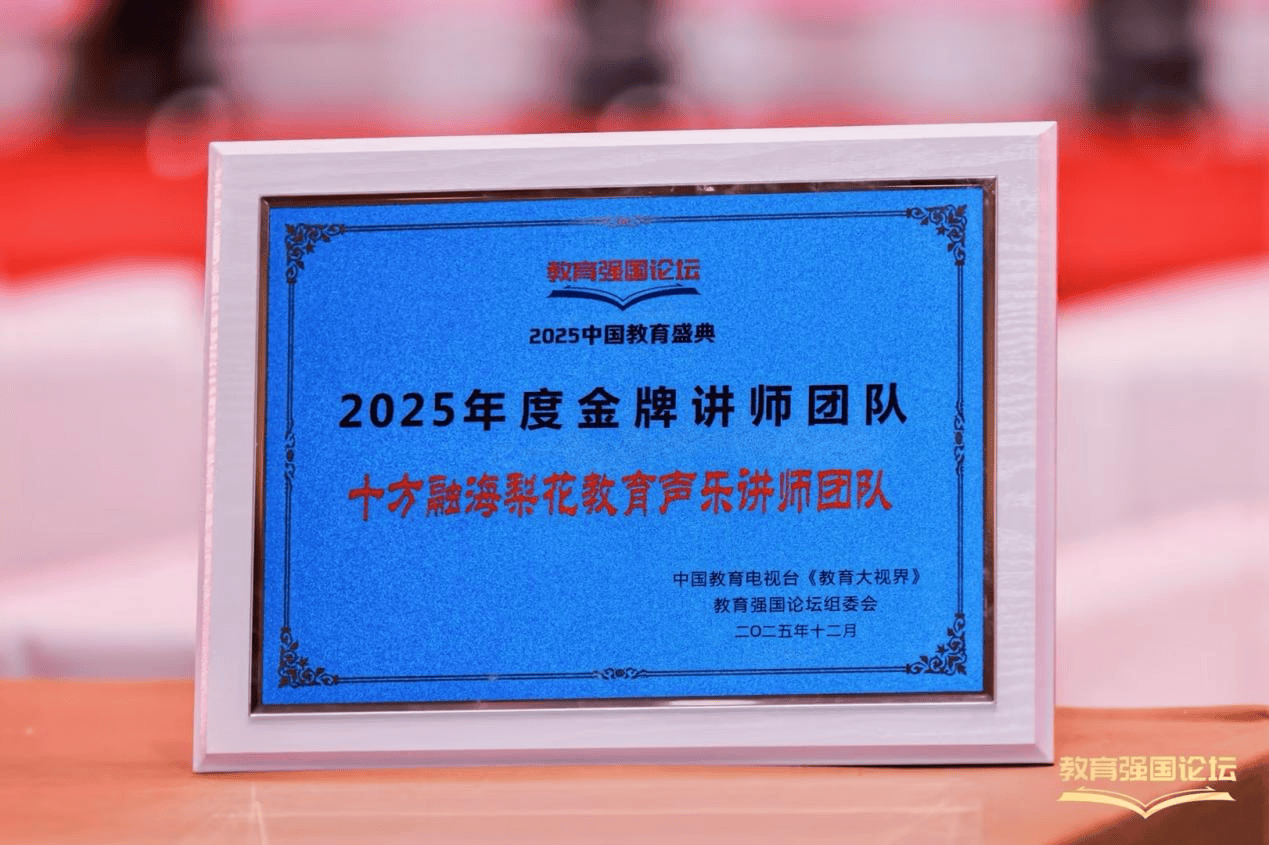 教育强国论坛
2025中国教育盛典
2025年度金牌讲师团队
十方融海梨花教育声乐讲师团队
中国教育电视台《教育大视界》
教育强国论坛组委会
二〇二五年十二月
教育强国论坛